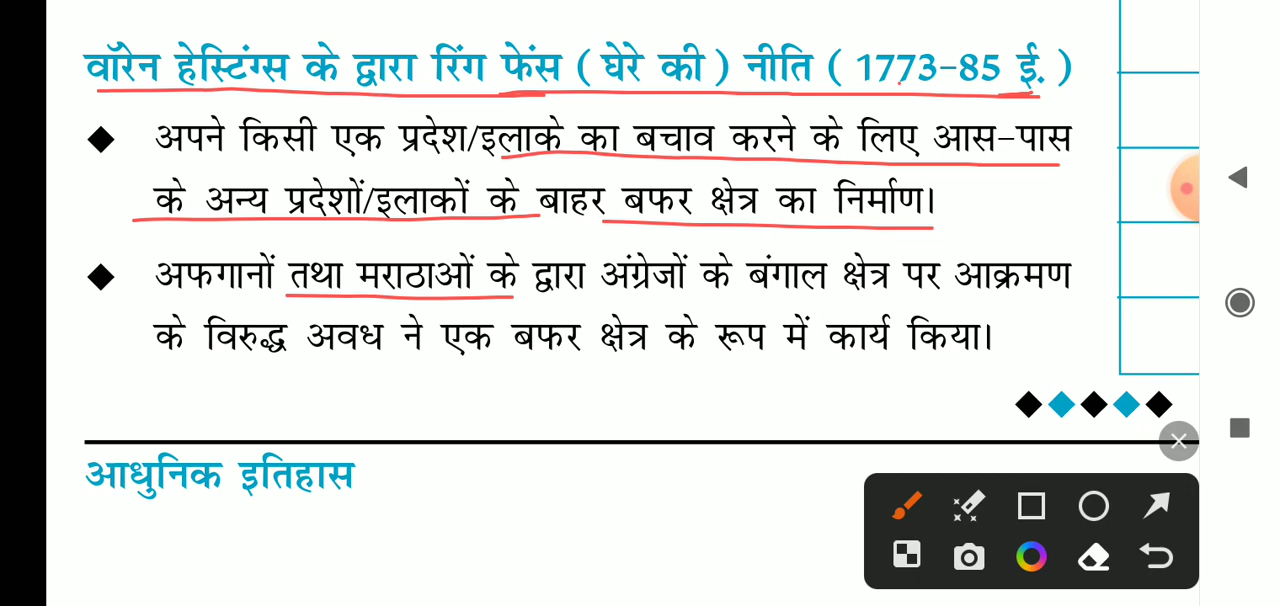 वॉरेन हेस्टिंग्स के द्वारा रिंग फेंस ( घेरे की ) नीति ( 1773-85 ई. )
अपने किसी एक प्रदेश/इलाके का बचाव करने के लिए आस-पास
के अन्य प्रदेशों/इलाकों के बाहर बफर क्षेत्र का निर्माण।
अफगानों तथा मराठाओं के द्वारा अंग्रेजों के बंगाल क्षेत्र पर आक्रमण
के विरुद्ध अवध ने एक बफर क्षेत्र के रूप में कार्य किया।
आधुनिक इतिहास